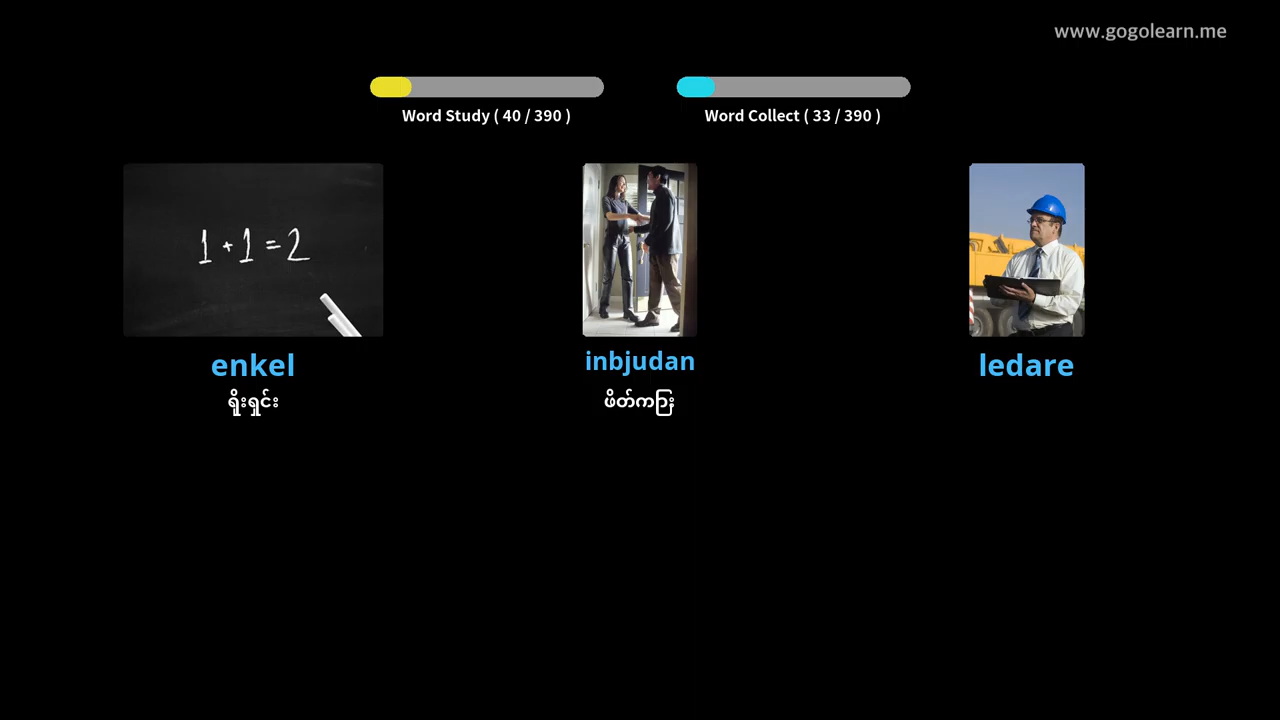 www.gogolearn.me
Word Study ( 40 / 390 )
Word Collect ( 33 / 390 )
1 + 1 = 2
enkel
ရိုးရှင်း
inbjudan
ဖိတ်ကြား
ledare